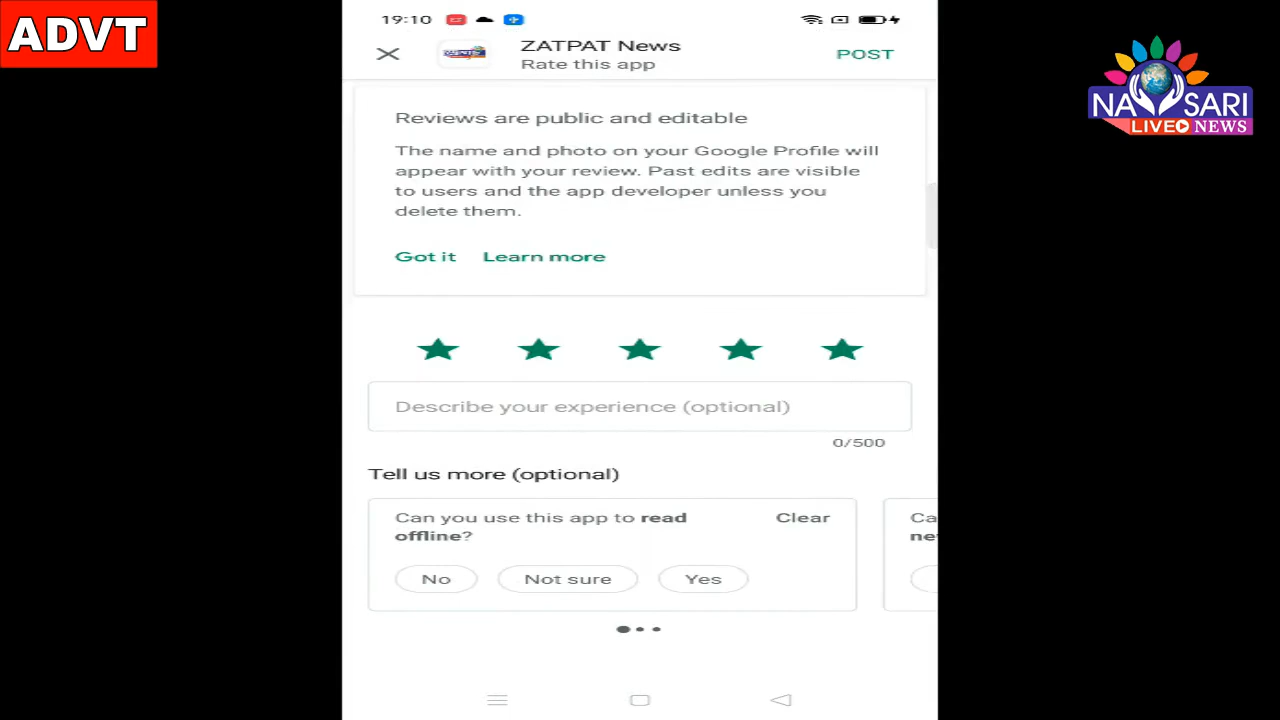 ADVT
19:10
ZATPAT News
Rate this app
POST
NAVSARI
LIVE NEWS
Reviews are public and editable
The name and photo on your Google Profile will
appear with your review. Past edits are visible
to users and the app developer unless you
delete them.
Got it Learn more
Describe your experience (optional)
0/500
Tell us more (optional)
Can you use this app to read
offline?
Clear
Ca
ne
No Not sure Yes